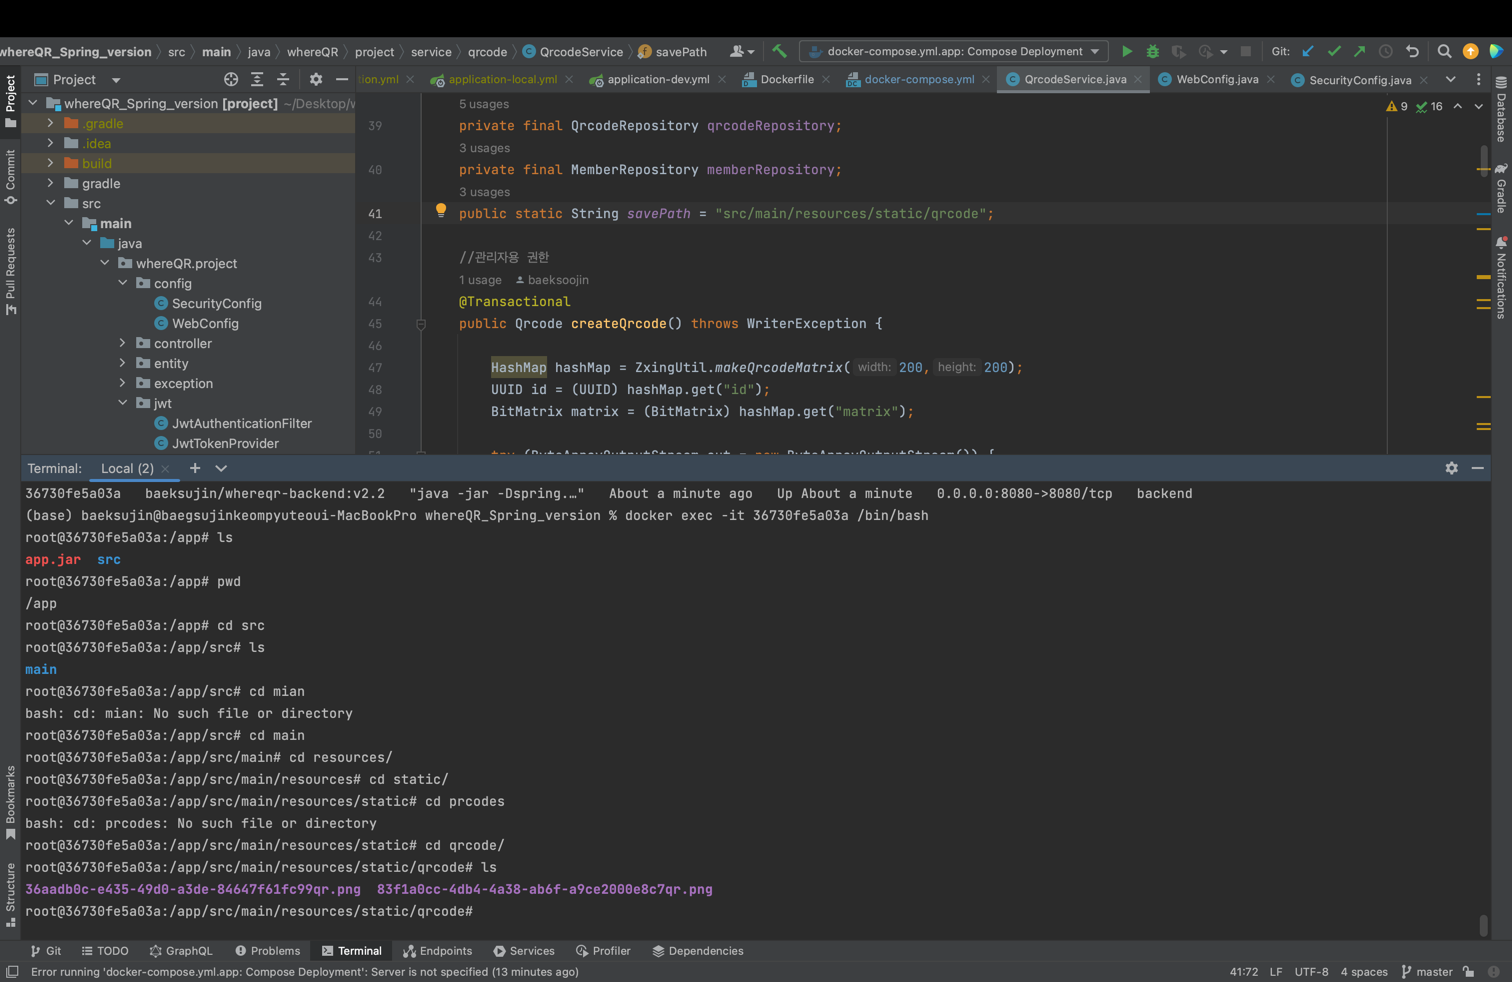 whereQR_Spring_version src main java whereQR project service qrcode QrcodeService savePath docker-compose.yml.app: Compose Deployment Git:
Project tion.yml application-local.yml application-dev.yml Dockerfile docker-compose.yml QrcodeService.java WebConfig.java SecurityConfig.java
Project
Commit
Pull Requests
Bookmarks
Structure
whereQR_Spring_version [project] ~/Desktop/w
.gradle
.idea
build
gradle
src
main
java
whereQR.project
config
SecurityConfig
WebConfig
controller
entity
exception
jwt
JwtAuthenticationFilter
JwtTokenProvider
5 usages
9 16
39 private final QrcodeRepository qrcodeRepository;
3 usages
40 private final MemberRepository memberRepository;
3 usages
41 public static String savePath = "src/main/resources/static/qrcode";
42
43 //관리자용 권한
1 usage baeksoojin
44 @Transactional
45 public Qrcode createQrcode() throws WriterException {
46
47 HashMap hashMap = ZxingUtil.makeQrcodeMatrix( width: 200, height: 200);
48 UUID id = (UUID) hashMap.get("id");
49 BitMatrix matrix = (BitMatrix) hashMap.get("matrix");
50
51 try (ByteArrayOutputStream out = new ByteArrayOutputStream()) {
Database
Gradle
Notifications
Terminal: Local (2)
36730fe5a03a baeksujin/whereqr-backend:v2.2 "java -jar -Dspring.…" About a minute ago Up About a minute 0.0.0.0:8080->8080/tcp backend
(base) baeksujin@baegsujinkeompyuteoui-MacBookPro whereQR_Spring_version % docker exec -it 36730fe5a03a /bin/bash
root@36730fe5a03a:/app# ls
app.jar src
root@36730fe5a03a:/app# pwd
/app
root@36730fe5a03a:/app# cd src
root@36730fe5a03a:/app/src# ls
main
root@36730fe5a03a:/app/src# cd mian
bash: cd: mian: No such file or directory
root@36730fe5a03a:/app/src# cd main
root@36730fe5a03a:/app/src/main# cd resources/
root@36730fe5a03a:/app/src/main/resources# cd static/
root@36730fe5a03a:/app/src/main/resources/static# cd prcodes
bash: cd: prcodes: No such file or directory
root@36730fe5a03a:/app/src/main/resources/static# cd qrcode/
root@36730fe5a03a:/app/src/main/resources/static/qrcode# ls
36aadb0c-e435-49d0-a3de-84647f61fc99qr.png 83f1a0cc-4db4-4a38-ab6f-a9ce2000e8c7qr.png
root@36730fe5a03a:/app/src/main/resources/static/qrcode#
Git TODO GraphQL Problems Terminal Endpoints Services Profiler Dependencies
Error running 'docker-compose.yml.app: Compose Deployment': Server is not specified (13 minutes ago) 41:72 LF UTF-8 4 spaces master